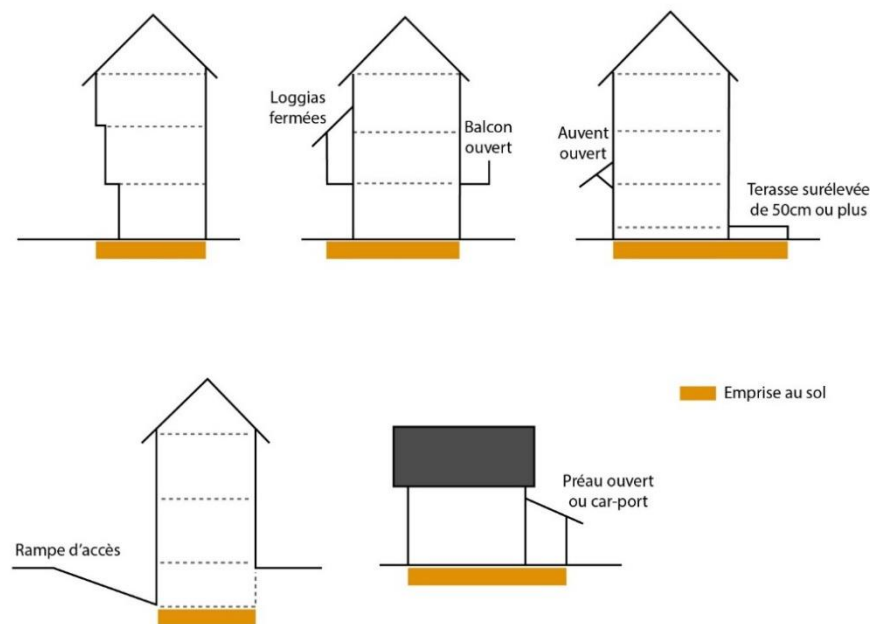 Loggias
fermées
Balcon
ouvert
Auvent
ouvert
Terasse surélevée
de 50cm ou plus
Rampe d'accès
Préau ouvert
ou car-port
Emprise au sol